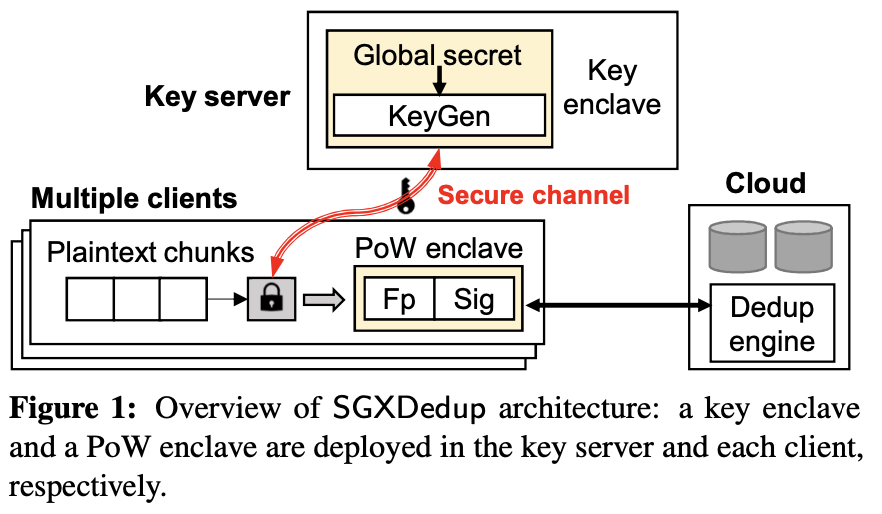 Global secret
KeyGen
Key
enclave
Key server
Secure channel
Multiple clients
Cloud
Plaintext chunks
PoW enclave
Fp
Sig
Dedup
engine
Figure 1: Overview of SGXDedup architecture: a key enclave
and a PoW enclave are deployed in the key server and each client,
respectively.